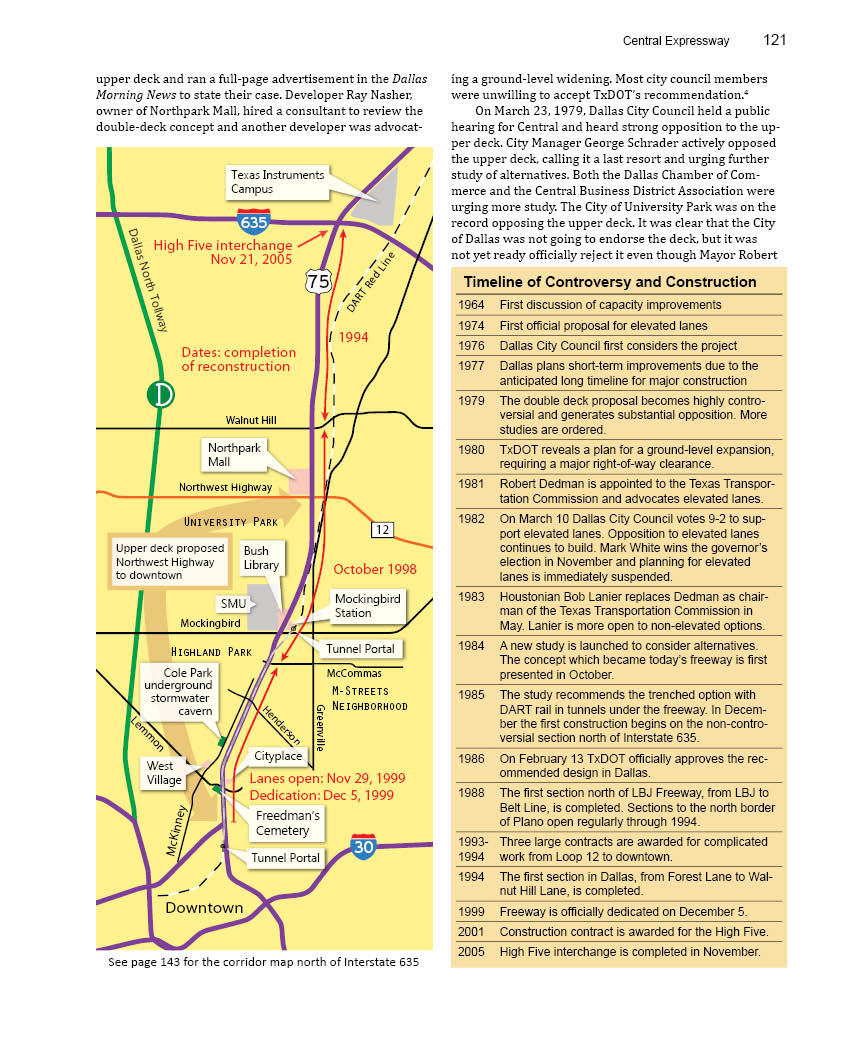 Central Expressway 121
upper deck and ran a full-page advertisement in the Dallas
Morning News to state their case. Developer Ray Nasher,
owner of Northpark Mall, hired a consultant to review the
double-deck concept and another developer was advocat-
Texas Instruments
Campus
635
High Five interchange
Nov 21, 2005
Dallas North Tollway
75
DART Red Line
1994
Dates: completion
of reconstruction
D
Walnut Hill
Northpark
Mall
Northwest Highway
UNIVERSITY PARK
12
Upper deck proposed
Northwest Highway
to downtown
Bush
Library
October 1998
SMU
Mockingbird
Station
Mockingbird
HIGHLAND PARK
Tunnel Portal
Cole Park
underground
stormwater
cavern
McCommas
M-STREETS
NEIGHBORHOOD
Henderson
Greenville
Lemmon
Cityplace
West
Village
Lanes open: Nov 29, 1999
Dedication: Dec 5, 1999
McKinney
Freedman's
Cemetery
Tunnel Portal
30
Downtown
See page 143 for the corridor map north of Interstate 635
ing a ground-level widening. Most city council members
were unwilling to accept TxDOT's recommendation.4
On March 23, 1979, Dallas City Council held a public
hearing for Central and heard strong opposition to the up-
per deck. City Manager George Schrader actively opposed
the upper deck, calling it a last resort and urging further
study of alternatives. Both the Dallas Chamber of Com-
merce and the Central Business District Association were
urging more study. The City of University Park was on the
record opposing the upper deck. It was clear that the City
of Dallas was not going to endorse the deck, but it was
not yet ready officially reject it even though Mayor Robert
Timeline of Controversy and Construction
1964 First discussion of capacity improvements
1974 First official proposal for elevated lanes
1976 Dallas City Council first considers the project
1977 Dallas plans short-term improvements due to the
anticipated long timeline for major construction
1979 The double deck proposal becomes highly contro-
versial and generates substantial opposition. More
studies are ordered.
1980 TxDOT reveals a plan for a ground-level expansion,
requiring a major right-of-way clearance.
1981 Robert Dedman is appointed to the Texas Transpor-
tation Commission and advocates elevated lanes.
1982 On March 10 Dallas City Council votes 9-2 to sup-
port elevated lanes. Opposition to elevated lanes
continues to build. Mark White wins the governor's
election in November and planning for elevated
lanes is immediately suspended.
1983 Houstonian Bob Lanier replaces Dedman as chair-
man of the Texas Transportation Commission in
May. Lanier is more open to non-elevated options.
1984 A new study is launched to consider alternatives.
The concept which became today's freeway is first
presented in October.
1985 The study recommends the trenched option with
DART rail in tunnels under the freeway. In Decem-
ber the first construction begins on the non-contro-
versial section north of Interstate 635.
1986 On February 13 TxDOT officially approves the rec-
ommended design in Dallas.
1988 The first section north of LBJ Freeway, from LBJ to
Belt Line, is completed. Sections to the north border
of Plano open regularly through 1994.
1993- Three large contracts are awarded for complicated
1994 work from Loop 12 to downtown.
1994 The first section in Dallas, from Forest Lane to Wal-
nut Hill Lane, is completed.
1999 Freeway is officially dedicated on December 5.
2001 Construction contract is awarded for the High Five.
2005 High Five interchange is completed in November.